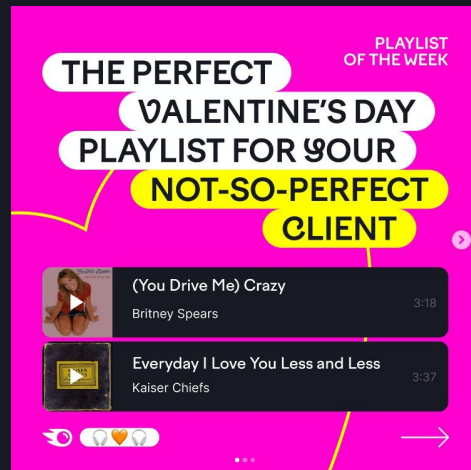 PLAYLIST
OF THE WEEK
THE PERFECT
VALENTINE'S DAY
PLAYLIST FOR YOUR
NOT-SO-PERFECT
CLIENT
(You Drive Me) Crazy
3:18
Britney Spears
Everyday I Love You Less and Less
3:37
Kaiser Chiefs